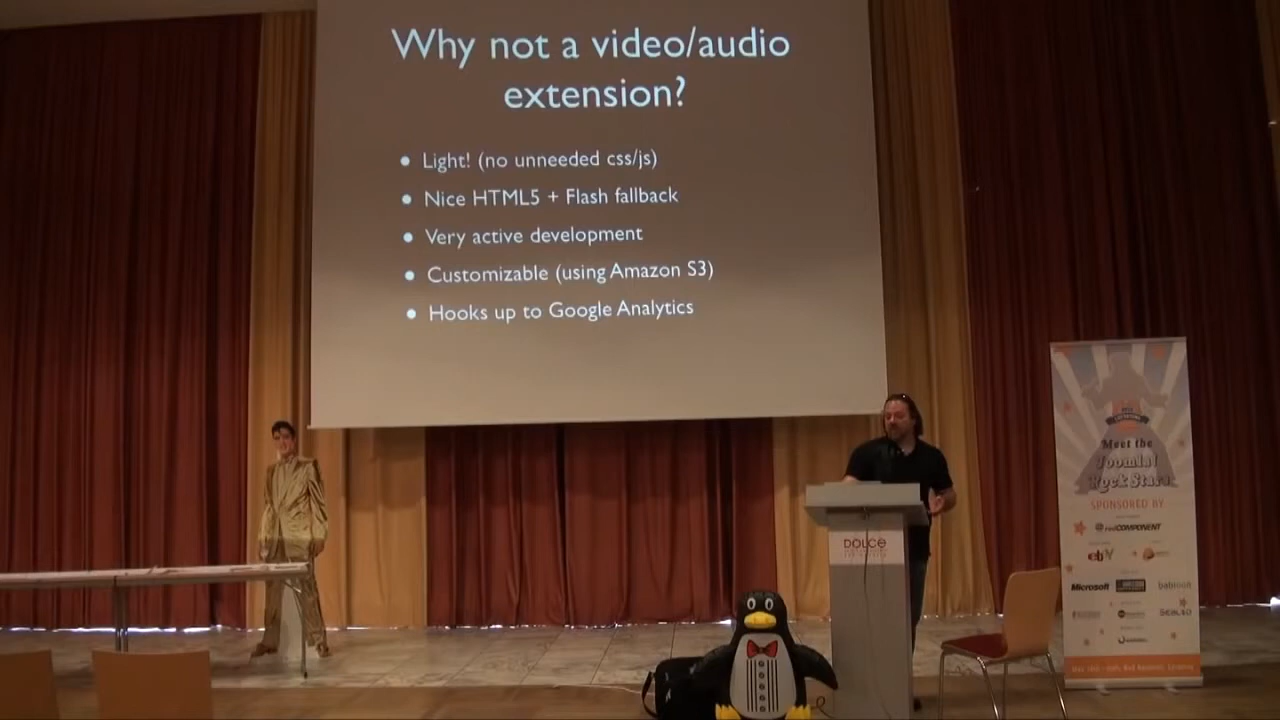 Why not a video/audio
extension?
• Light! (no unneeded css/js)
• Nice HTML5 + Flash fallback
• Very active development
• Customizable (using Amazon S3)
• Hooks up to Google Analytics
DOLCE
Meet the
Joomla!
Rock Stars
SPONSORED BY
redCOMPONENT
ebay
Microsoft
babioon